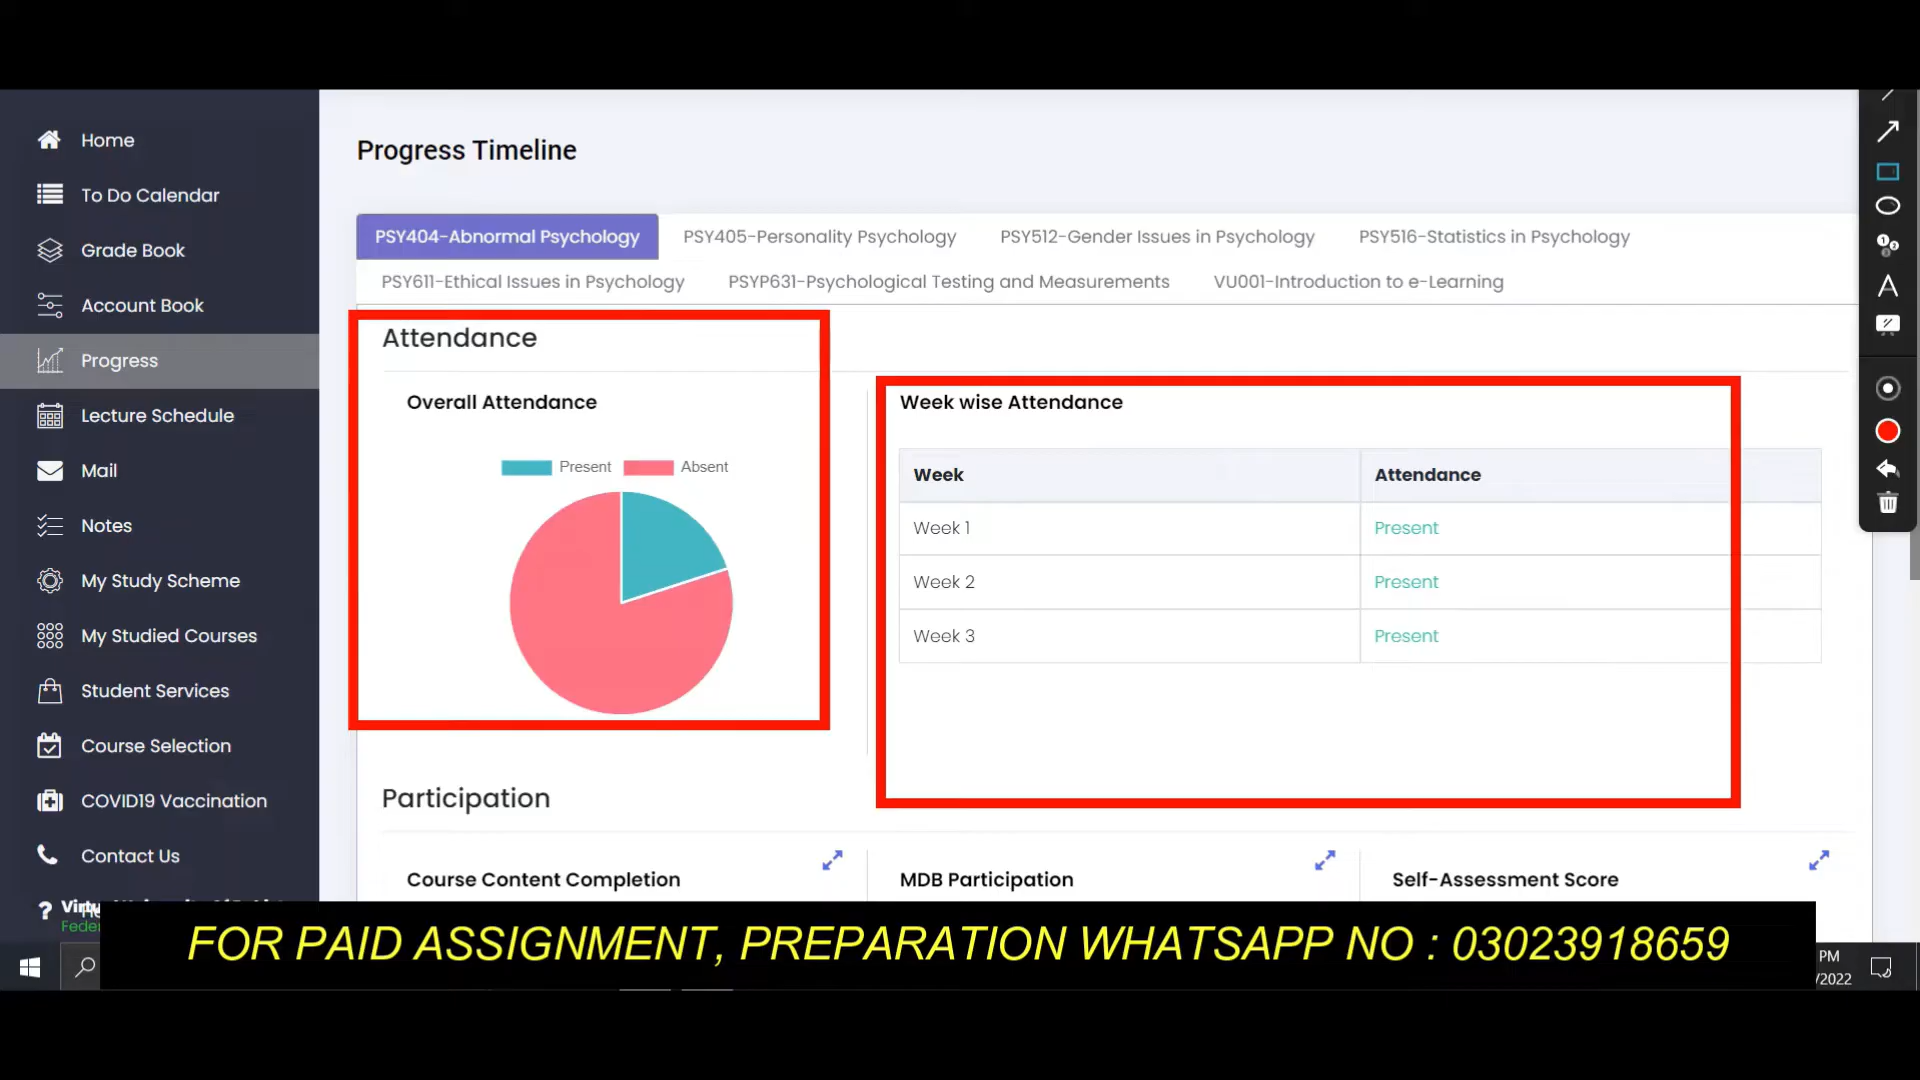 Home
To Do Calendar
Grade Book
Account Book
Progress
Lecture Schedule
Mail
Notes
My Study Scheme
My Studied Courses
Student Services
Course Selection
COVID19 Vaccination
Contact Us
Progress Timeline
PSY404-Abnormal Psychology PSY405-Personality Psychology PSY512-Gender Issues in Psychology PSY516-Statistics in Psychology
PSY611-Ethical Issues in Psychology PSYP631-Psychological Testing and Measurements VU001-Introduction to e-Learning
Attendance
Overall Attendance
Present Absent
Week wise Attendance
Week Attendance
Week 1 Present
Week 2 Present
Week 3 Present
Participation
Course Content Completion MDB Participation Self-Assessment Score
FOR PAID ASSIGNMENT, PREPARATION WHATSAPP NO : 03023918659
PM
/2022